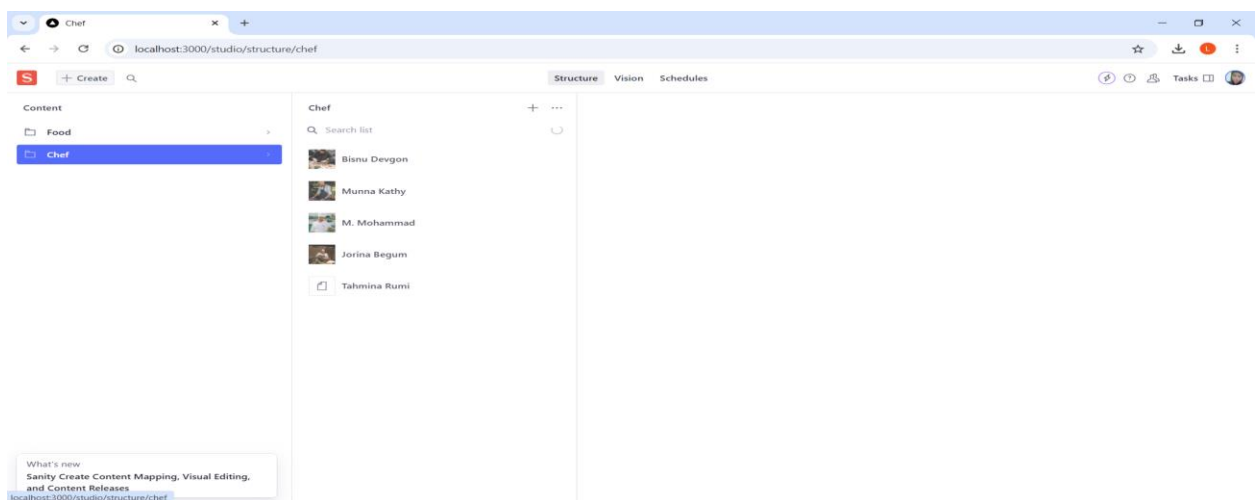 Chef
localhost:3000/studio/structure/chef
L
S
+ Create
Structure Vision Schedules
Tasks
Content
Food
Chef
Chef
Search list
Bisnu Devgon
Munna Kathy
M. Mohammad
Jorina Begum
Tahmina Rumi
What's new
Sanity Create Content Mapping, Visual Editing,
and Content Releases
localhost:3000/studio/structure/chef